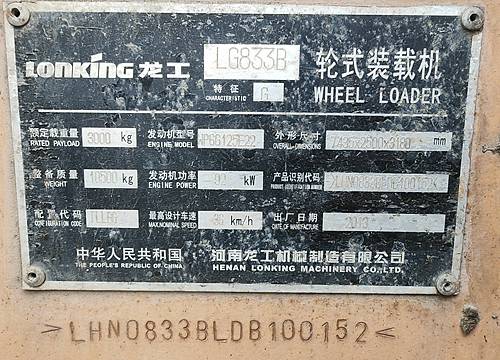 LONKING 龙工 LG833B 轮式装载机
特征 G WHEEL LOADER
CHARACTERISTIC
额定载重量 3000 kg 发动机型号 外形尺寸 mm
RATED PAYLOAD ENGINE MODEL OVERALL DIMENSIONS
整备质量 kg 发动机功率 kW 产品识别代码
WEIGHT ENGINE POWER PRODUCT IDENTIFICATION NUMBER
配置代码 最高设计车速 km/h 出厂日期
CONFIGURATION CODE MAX.NOMINAL SPEED DATE OF MANUFACTURE
中华人民共和国 河南龙工机械制造有限公司
THE PEOPLE'S REPUBLIC OF CHINA HENAN LONKING MACHINERY CO.,LTD.
>LHN0833BLDB100152<